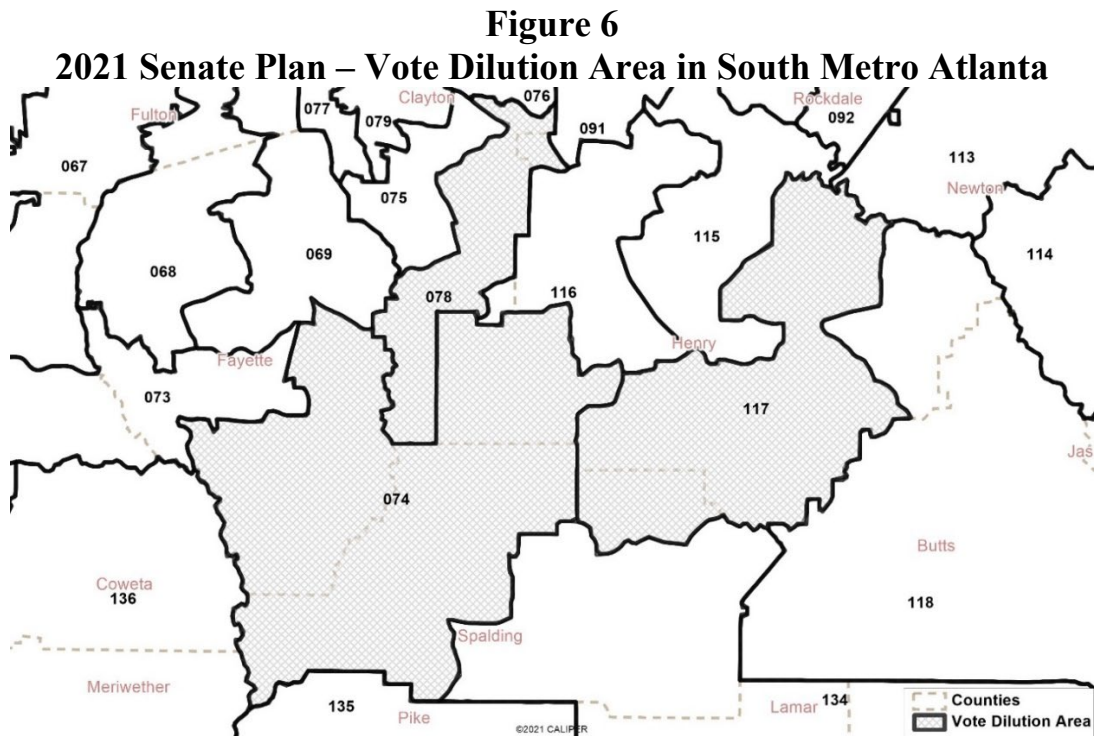 Figure 6
2021 Senate Plan – Vote Dilution Area in South Metro Atlanta
077
Clayton
076
Rockdale
Fulton
079
091
092
067
113
Newton
075
115
069
114
068
078
116
Henry
Fayette
073
117
Jas
074
Butts
Coweta
136
118
Spalding
Meriwether
135
Pike
Lamar
134
Counties
Vote Dilution Area
©2021 CALIPER